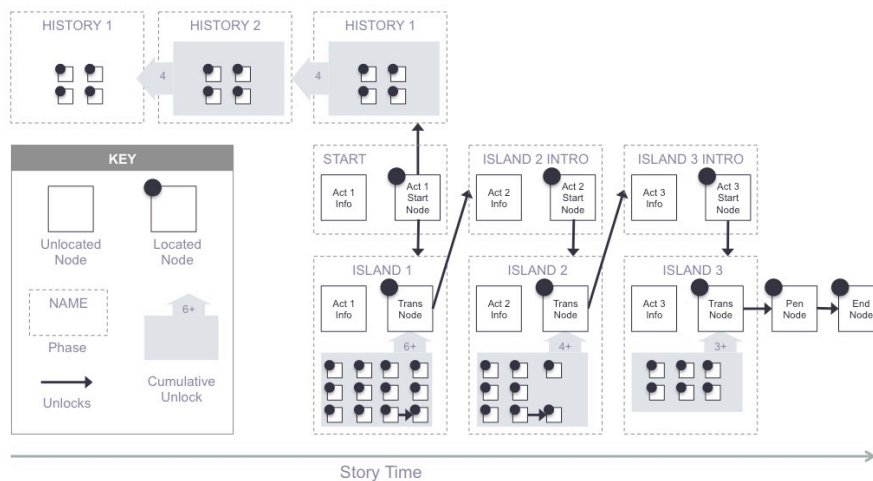 HISTORY 1
HISTORY 2
HISTORY 1
4
4
KEY
Unlocated
Node
Located
Node
NAME
Phase
6+
Cumulative
Unlock
Unlocks
START
Act 1
Info
Act 1
Start
Node
ISLAND 2 INTRO
Act 2
Info
Act 2
Start
Node
ISLAND 3 INTRO
Act 3
Info
Act 3
Start
Node
ISLAND 1
Act 1
Info
Trans
Node
6+
ISLAND 2
Act 2
Info
Trans
Node
4+
ISLAND 3
Act 3
Info
Trans
Node
3+
Pen
Node
End
Node
Story Time